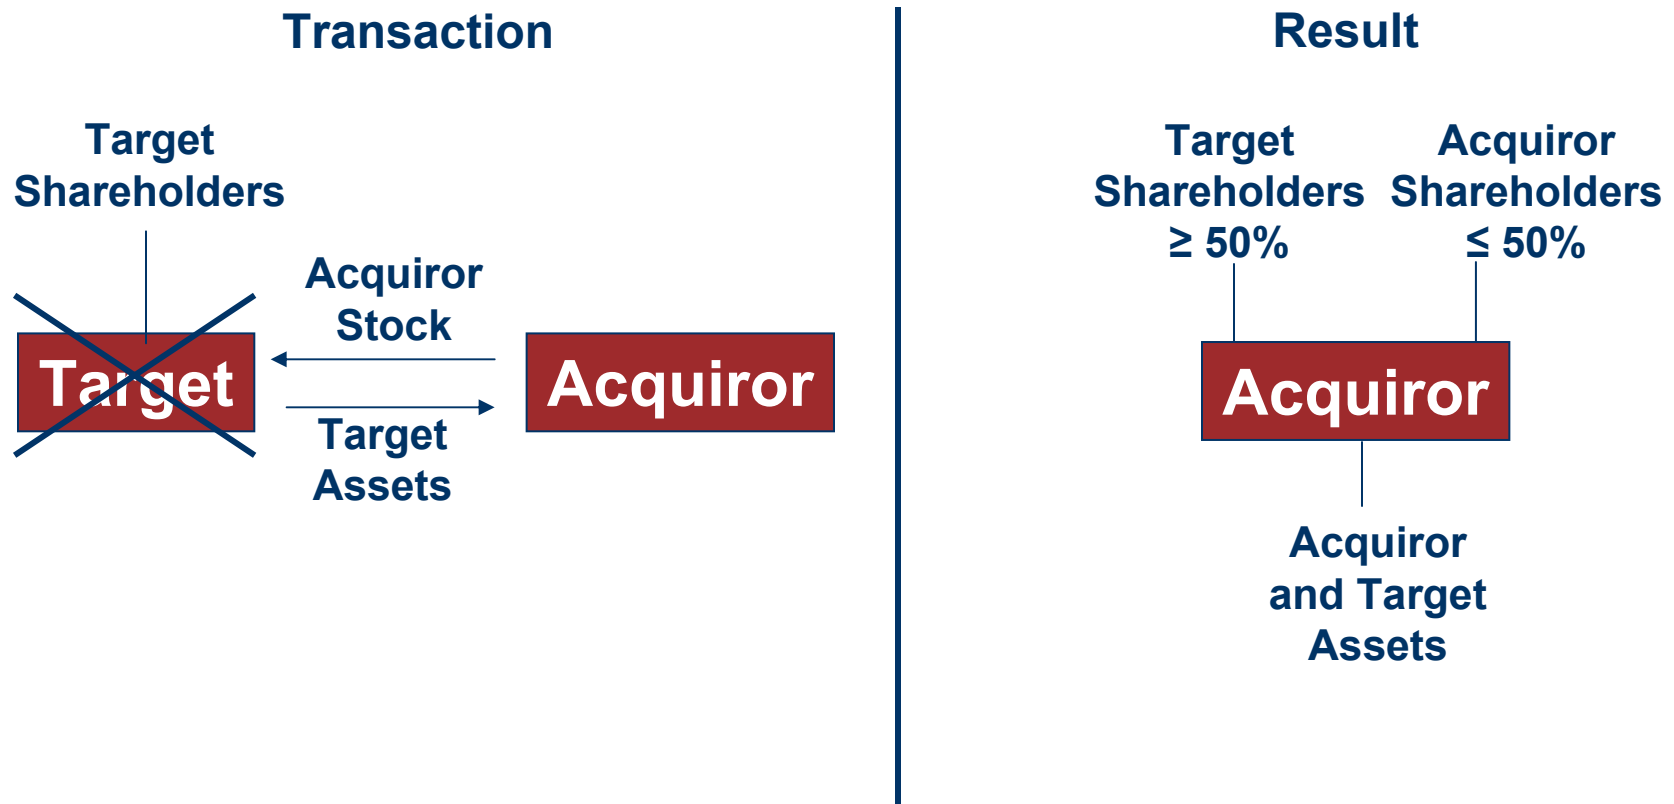 Transaction
Target
Shareholders
Acquiror
Stock
Target
Acquiror
Target
Assets
Result
Target
Shareholders
≥ 50%
Acquiror
Shareholders
≤ 50%
Acquiror
Acquiror
and Target
Assets